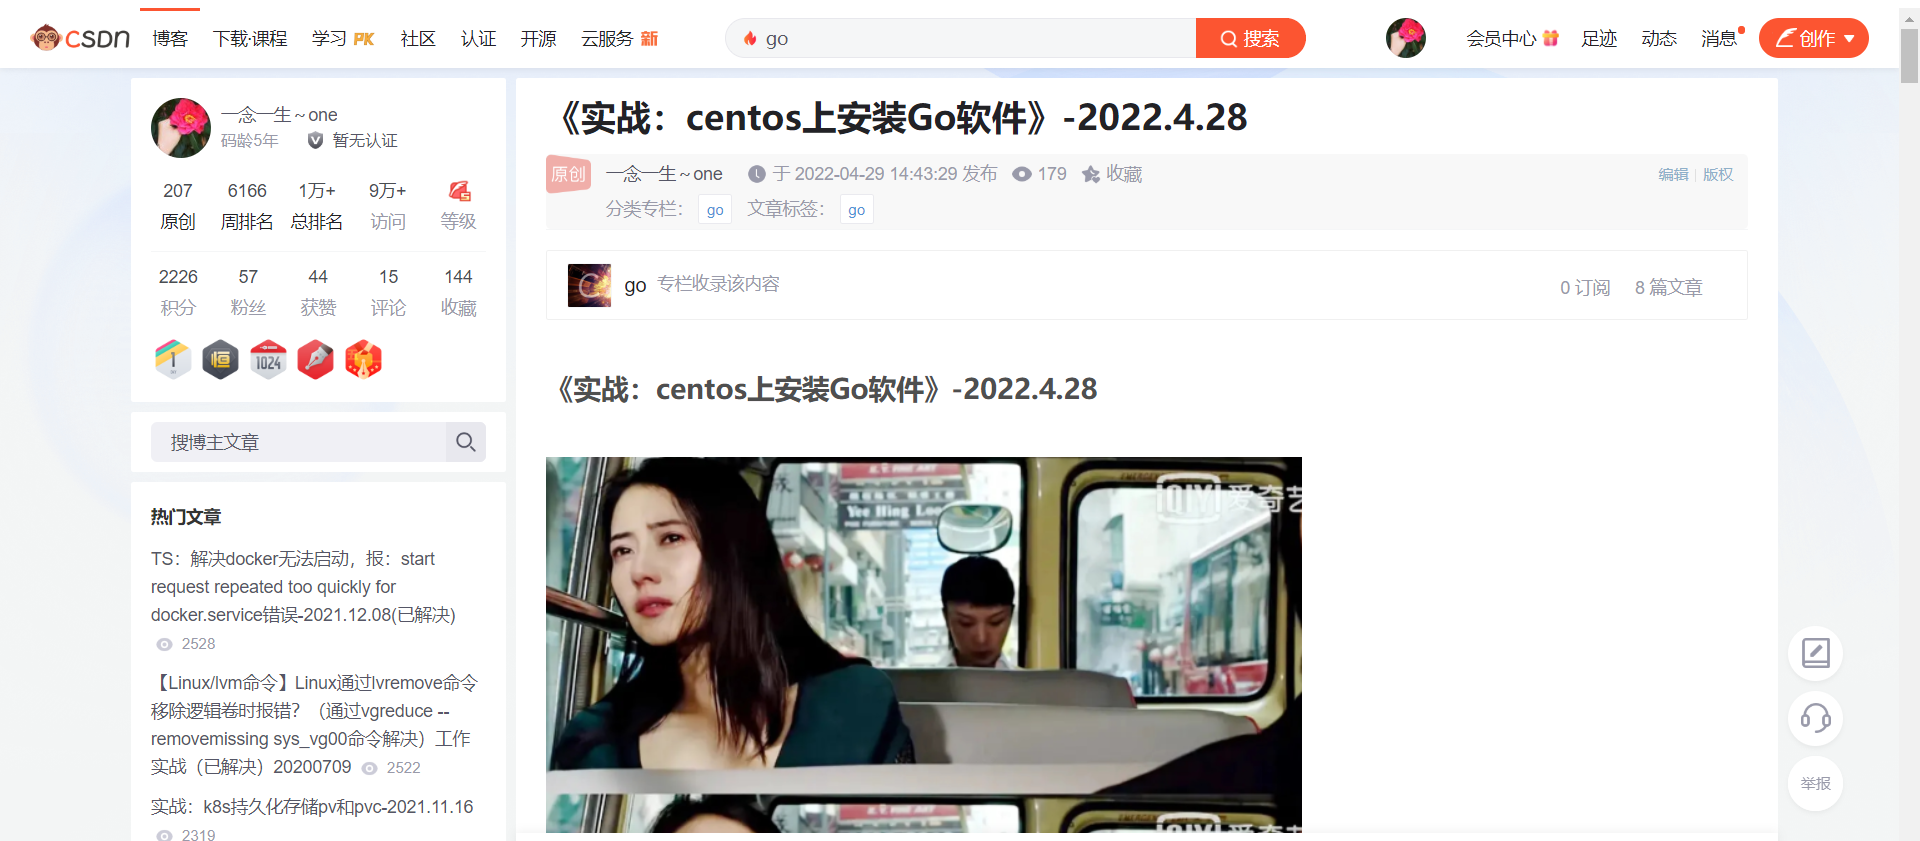 CSDN 博客 下载·课程 学习 PK 社区 认证 开源 云服务 新 go 搜索 会员中心 足迹 动态 消息 创作
一念一生～one
码龄5年 暂无认证
207 6166 1万+ 9万+
原创 周排名 总排名 访问 等级
2226 57 44 15 144
积分 粉丝 获赞 评论 收藏
1 恒 1024
搜博主文章
热门文章
TS：解决docker无法启动，报：start
request repeated too quickly for
docker.service错误-2021.12.08(已解决)
2528
【Linux/lvm命令】Linux通过lvremove命令
移除逻辑卷时报错？（通过vgreduce --
removemissing sys_vg00命令解决）工作
实战（已解决）20200709 2522
实战：k8s持久化存储pv和pvc-2021.11.16
2319
《实战：centos上安装Go软件》-2022.4.28
原创 一念一生～one 于 2022-04-29 14:43:29 发布 179 收藏 编辑 版权
分类专栏： go 文章标签： go
go 专栏收录该内容 0 订阅 8 篇文章
《实战：centos上安装Go软件》-2022.4.28
Yee Hing Loo
iQIYI 爱奇艺
iQIYI 爱奇艺
举报